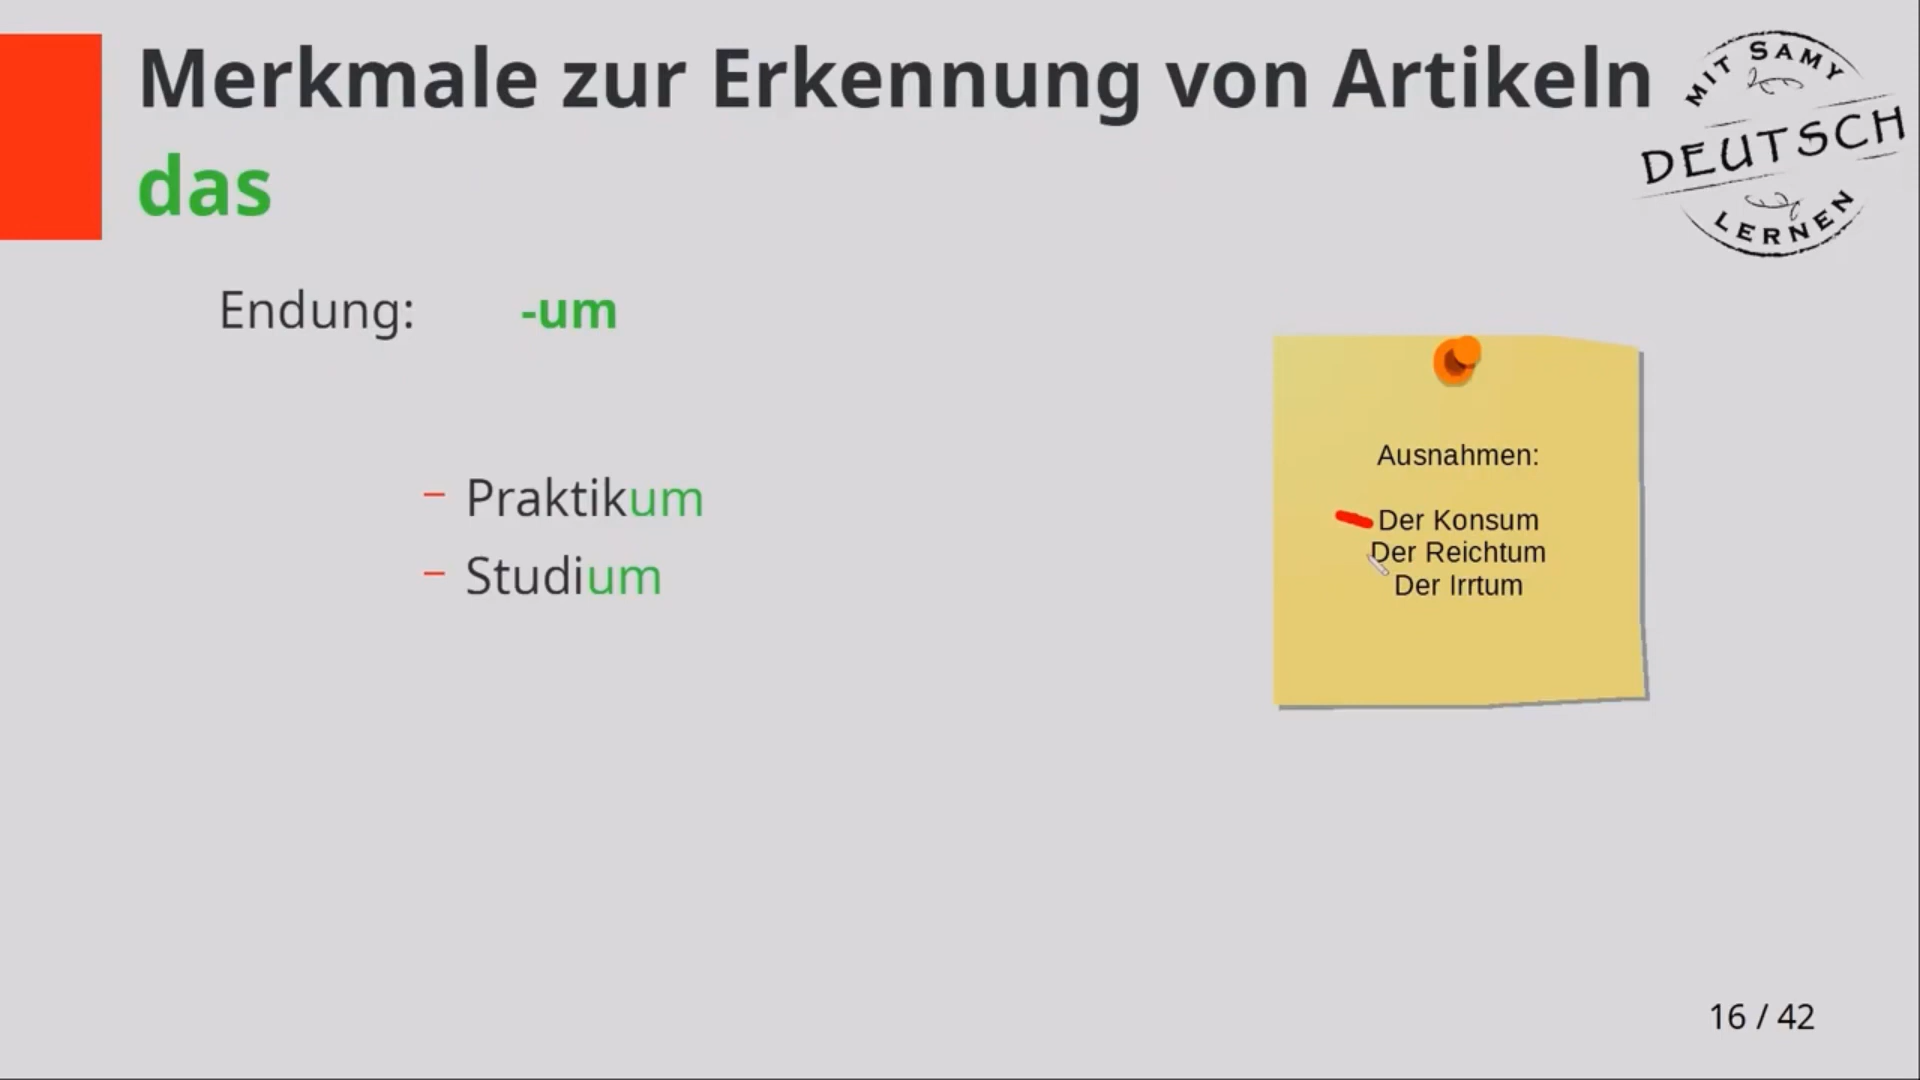 Merkmale zur Erkennung von Artikeln
das
MIT SAMY
DEUTSCH
LERNEN
Endung: -um
– Praktikum
– Studium
Ausnahmen:
Der Konsum
Der Reichtum
Der Irrtum
16 / 42